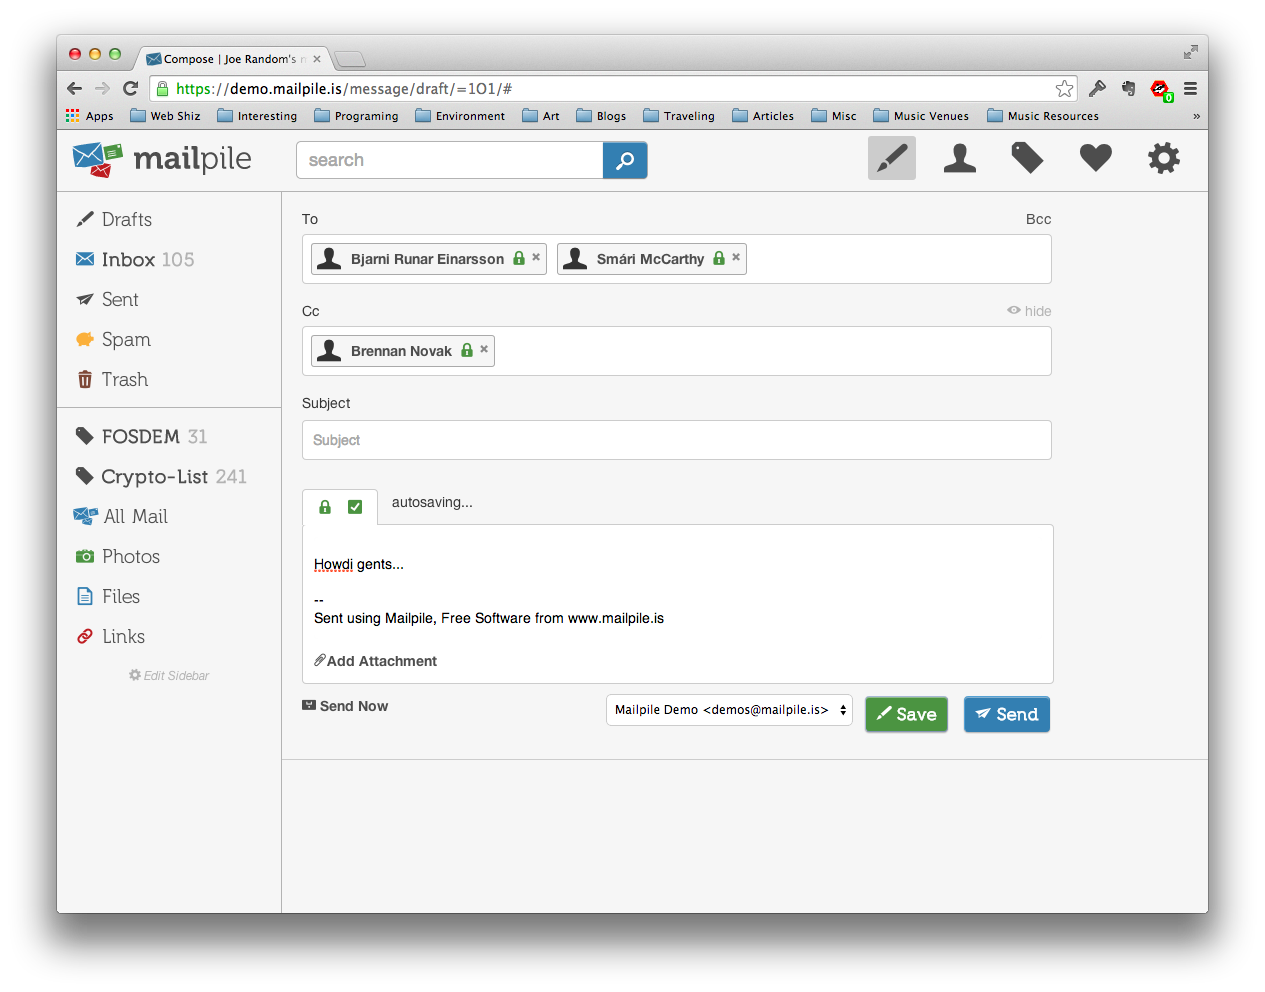 Compose | Joe Random's
https://demo.mailpile.is/message/draft/=1O1/#
0
Apps Web Shiz Interesting Programing Environment Art Blogs Traveling Articles Misc Music Venues Music Resources »
mailpile
search
Drafts
Inbox 105
Sent
Spam
Trash
FOSDEM 31
Crypto-List 241
All Mail
Photos
Files
Links
Edit Sidebar
To Bcc
Bjarni Runar Einarsson × Smári McCarthy ×
Cc hide
Brennan Novak ×
Subject
Subject
autosaving...
Howdi gents...
--
Sent using Mailpile, Free Software from www.mailpile.is
Add Attachment
Send Now Mailpile Demo <demos@mailpile.is> Save Send